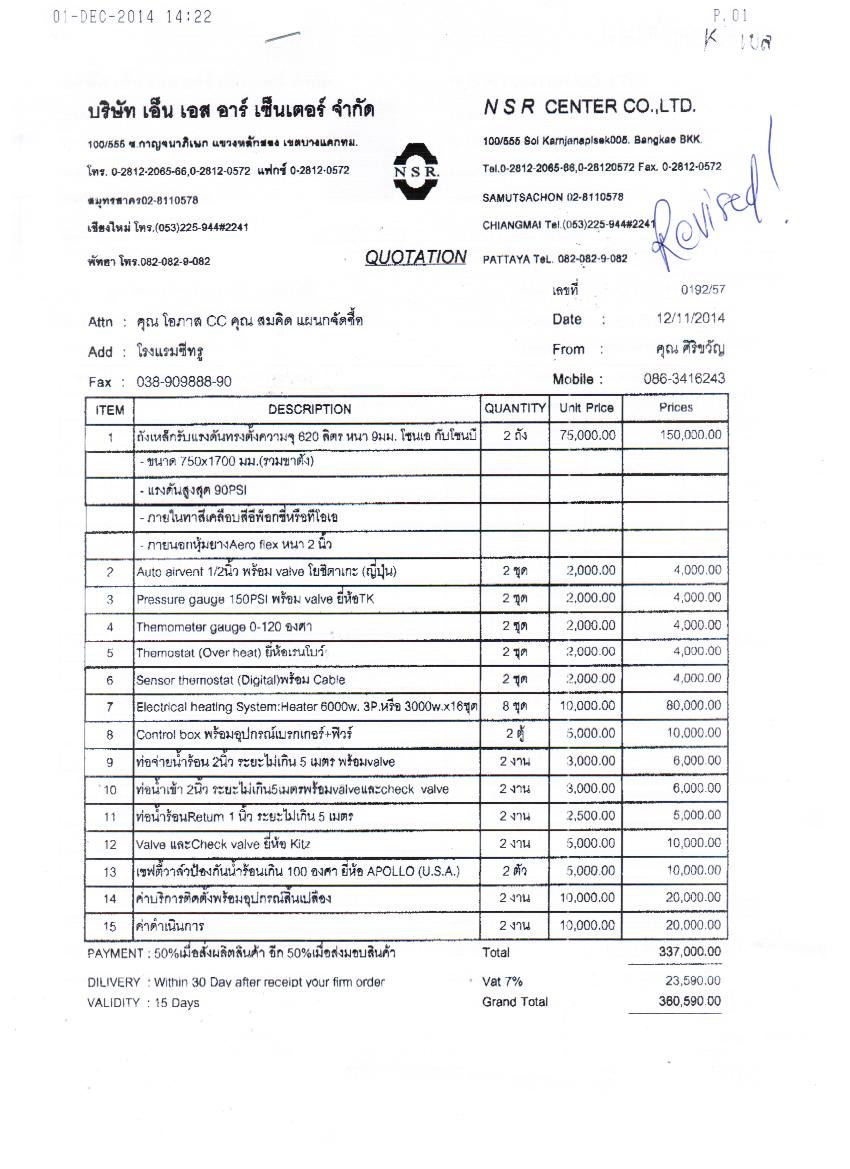 01-DEC-2014 14:22 P.01
K เบส
บริษัท เอ็น เอส อาร์ เซ็นเตอร์ จำกัด
NSR CENTER CO.,LTD.
100/555 ซ.กาญจนาภิเษก แขวงหลักสอง เขตบางแคกทม.
100/555 Soi Karnjanapisek005. Bangkae BKK.
โทร. 0-2812-2065-66,0-2812-0572 แฟกซ์ 0-2812-0572
N S R.
Tel.0-2812-2065-66,0-28120572 Fax. 0-2812-0572
สมุทรสาคร02-8110578
SAMUTSACHON 02-8110578
เชียงใหม่ โทร.(053)225-944#2241
CHIANGMAI Tel.(053)225-944#2241
Revised!
พัทยา โทร.082-082-9-082
QUOTATION
PATTAYA TeL. 082-082-9-082
เลขที่ 0192/57
Attn : คุณ โอภาส CC คุณ สมคิด แผนกจัดซื้อ
Date : 12/11/2014
Add : โรงแรมซีทรู
From : คุณ ศิริขวัญ
Fax : 038-909888-90
Mobile : 086-3416243
ITEM DESCRIPTION QUANTITY Unit Price Prices
1 ถังเหล็กรับแรงดันทรงตั้งความจุ 620 ลิตร หนา 9มม. โซนเอ กับโซนบี 2 ถัง 75,000.00 150,000.00
- ขนาด 750x1700 มม.(รวมขาตั้ง)
- แรงดันสูงสุด 90PSI
- ภายในทาสีเคลือบสีอีพ็อกซี่หรือทีโอเอ
- ภายนอกหุ้มยางAero flex หนา 2 นิ้ว
2 Auto airvent 1/2นิ้ว พร้อม valve โยชิตาเกะ (ญี่ปุ่น) 2 ชุด 2,000.00 4,000.00
3 Pressure gauge 150PSI พร้อม valve ยี่ห้อTK 2 ชุด 2,000.00 4,000.00
4 Themometer gauge 0-120 องศา 2 ชุด 2,000.00 4,000.00
5 Themostat (Over heat) ยี่ห้อเรนโบว์ 2 ชุด 2,000.00 4,000.00
6 Sensor themostat (Digital)พร้อม Cable 2 ชุด 2,000.00 4,000.00
7 Electrical heating System:Heater 6000w. 3P.หรือ 3000w.x16ชุด 8 ชุด 10,000.00 80,000.00
8 Control box พร้อมอุปกรณ์เบรกเกอร์+ฟิวร์ 2 ตู้ 5,000.00 10,000.00
9 ท่อจ่ายน้ำร้อน 2นิ้ว ระยะไม่เกิน 5 เมตร พร้อมvalve 2 งาน 3,000.00 6,000.00
10 ท่อน้ำเข้า 2นิ้ว ระยะไม่เกิน5เมตรพร้อมvalveและcheck valve 2 งาน 3,000.00 6,000.00
11 ท่อน้ำร้อนReturn 1 นิ้ว ระยะไม่เกิน 5 เมตร 2 งาน 2,500.00 5,000.00
12 Valve และCheck valve ยี่ห้อ Kitz 2 งาน 5,000.00 10,000.00
13 เซฟตี้วาล์วป้องกันน้ำร้อนเกิน 100 องศา ยี่ห้อ APOLLO (U.S.A.) 2 ตัว 5,000.00 10,000.00
14 ค่าบริการติดตั้งพร้อมอุปกรณ์สิ้นเปลือง 2 งาน 10,000.00 20,000.00
15 ค่าดำเนินการ 2 งาน 10,000.00 20,000.00
PAYMENT : 50%เมื่อสั่งผลิตสินค้า อีก 50%เมื่อส่งมอบสินค้า Total 337,000.00
DILIVERY : Within 30 Day after receipt your firm order Vat 7% 23,590.00
VALIDITY : 15 Days Grand Total 360,590.00